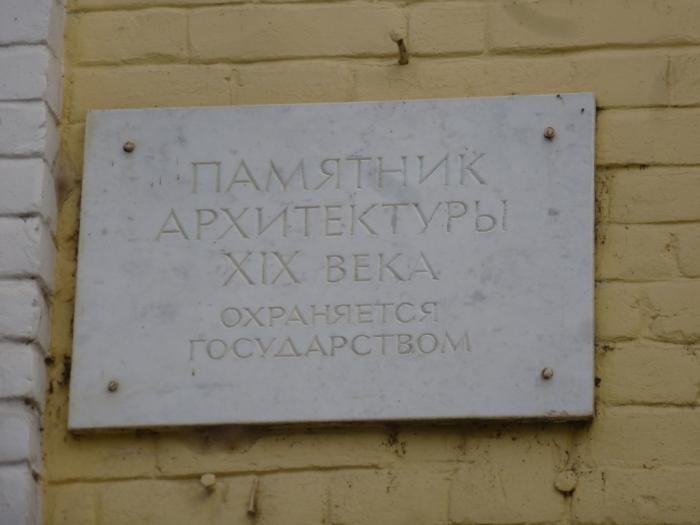 ПАМЯТНИК
АРХИТЕКТУРЫ
XIX ВЕКА
ОХРАНЯЕТСЯ
ГОСУДАРСТВОМ